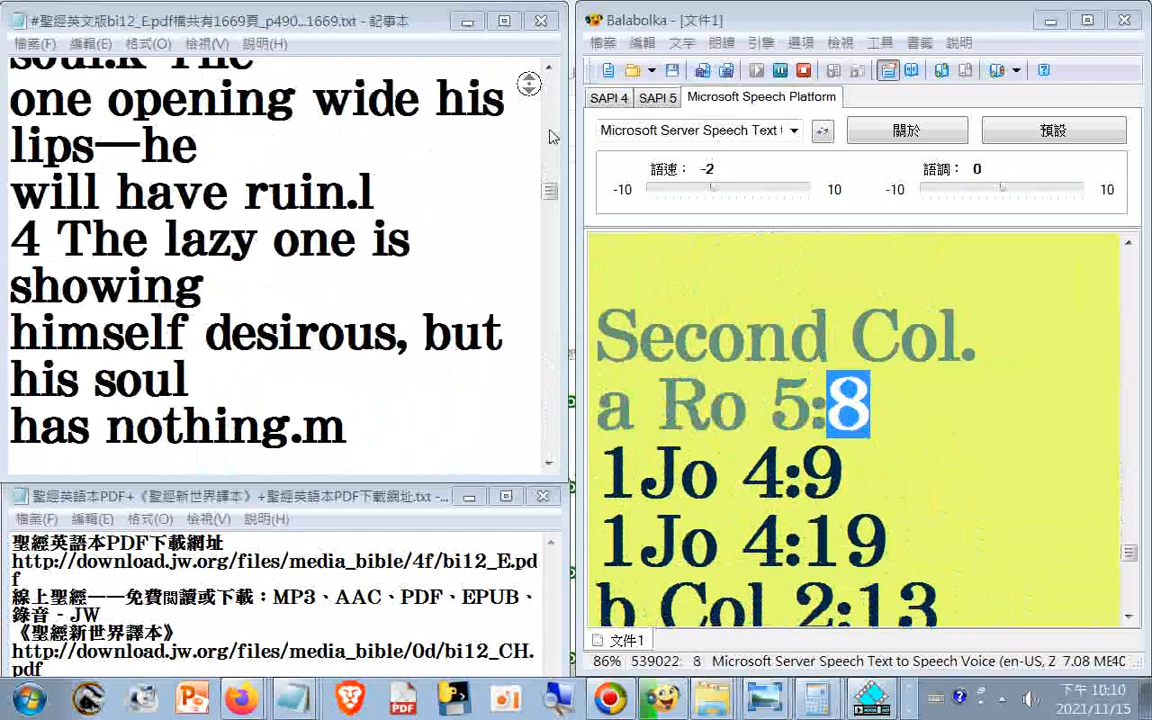 #聖經英文版bi12_E.pdf檔共有1669頁_p490...1669.txt - 記事本
檔案(F) 編輯(E) 格式(O) 檢視(V) 說明(H)
soul.k The
one opening wide his
lips—he
will have ruin.l
4 The lazy one is
showing
himself desirous, but
his soul
has nothing.m
聖經英語本PDF+《聖經新世界譯本》+聖經英語本PDF下載網址.txt -...
檔案(F) 編輯(E) 格式(O) 檢視(V) 說明(H)
聖經英語本PDF下載網址
http://download.jw.org/files/media_bible/4f/bi12_E.pd
f
線上聖經——免費閱讀或下載：MP3、AAC、PDF、EPUB、
錄音 - JW
《聖經新世界譯本》
http://download.jw.org/files/media_bible/0d/bi12_CH.
pdf
Balabolka - [文件1]
檔案 編輯 文字 朗讀 引擎 選項 檢視 工具 書籤 說明
SAPI 4 SAPI 5 Microsoft Speech Platform
Microsoft Server Speech Text 關於 預設
語速： -2 語調： 0
-10 10 -10 10
Second Col.
a Ro 5:8
1Jo 4:9
1Jo 4:19
b Col 2:13
文件1
86% 539022: 8 Microsoft Server Speech Text to Speech Voice (en-US, Z 7.08 ME4C
下午 10:10
2021/11/15